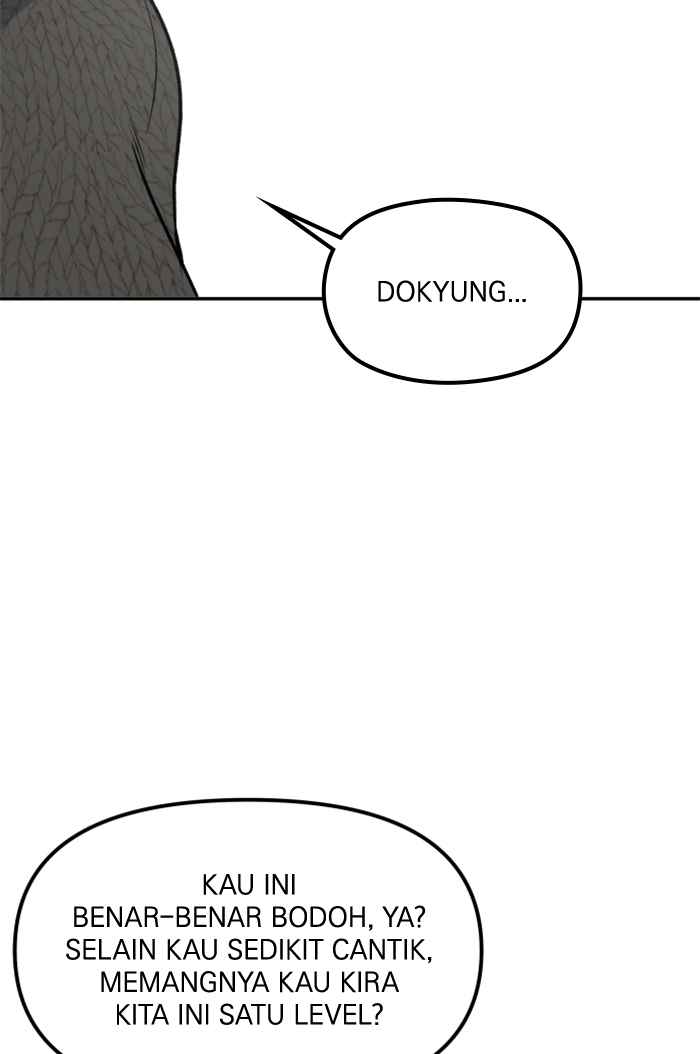 DOKYUNG...
KAU INI
BENAR-BENAR BODOH, YA?
SELAIN KAU SEDIKIT CANTIK,
MEMANGNYA KAU KIRA
KITA INI SATU LEVEL?